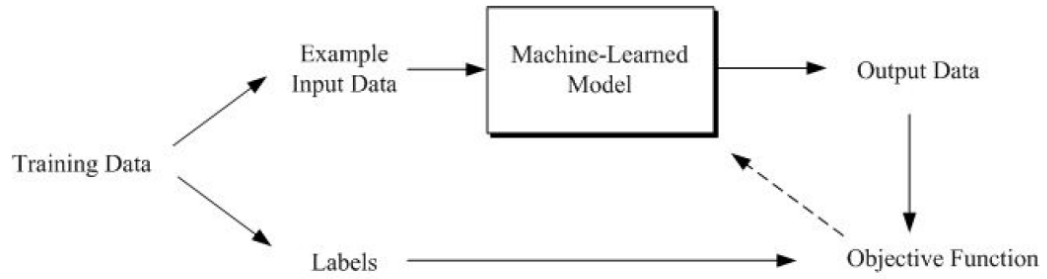 Example
Input Data
Machine-Learned
Model
Output Data
Training Data
Labels
Objective Function